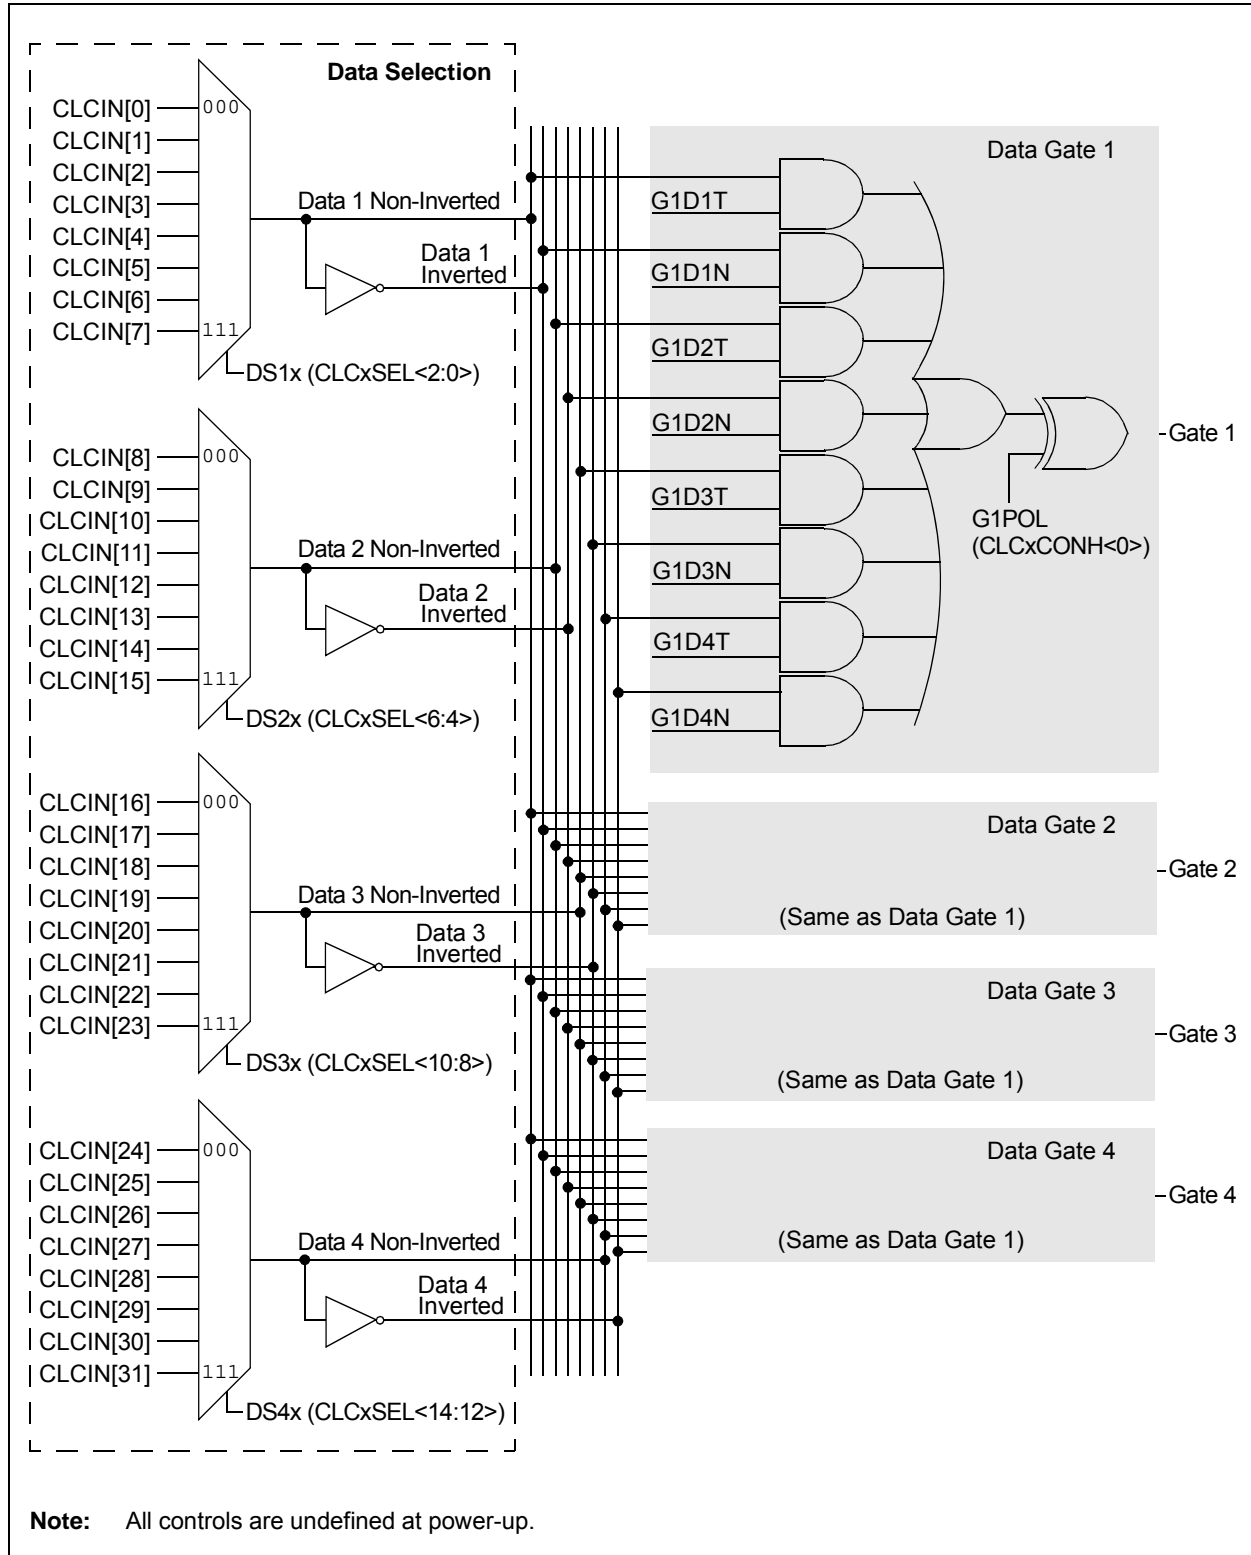 Data Selection
CLCIN[0]
CLCIN[1]
CLCIN[2]
CLCIN[3]
CLCIN[4]
CLCIN[5]
CLCIN[6]
CLCIN[7]
000
111
Data 1 Non-Inverted
Data 1
Inverted
DS1x (CLCxSEL<2:0>)
CLCIN[8]
CLCIN[9]
CLCIN[10]
CLCIN[11]
CLCIN[12]
CLCIN[13]
CLCIN[14]
CLCIN[15]
000
111
Data 2 Non-Inverted
Data 2
Inverted
DS2x (CLCxSEL<6:4>)
CLCIN[16]
CLCIN[17]
CLCIN[18]
CLCIN[19]
CLCIN[20]
CLCIN[21]
CLCIN[22]
CLCIN[23]
000
111
Data 3 Non-Inverted
Data 3
Inverted
DS3x (CLCxSEL<10:8>)
CLCIN[24]
CLCIN[25]
CLCIN[26]
CLCIN[27]
CLCIN[28]
CLCIN[29]
CLCIN[30]
CLCIN[31]
000
111
Data 4 Non-Inverted
Data 4
Inverted
DS4x (CLCxSEL<14:12>)
Data Gate 1
G1D1T
G1D1N
G1D2T
G1D2N
G1D3T
G1D3N
G1D4T
G1D4N
G1POL
(CLCxCONH<0>)
Gate 1
Data Gate 2
(Same as Data Gate 1)
Gate 2
Data Gate 3
(Same as Data Gate 1)
Gate 3
Data Gate 4
(Same as Data Gate 1)
Gate 4
Note: All controls are undefined at power-up.